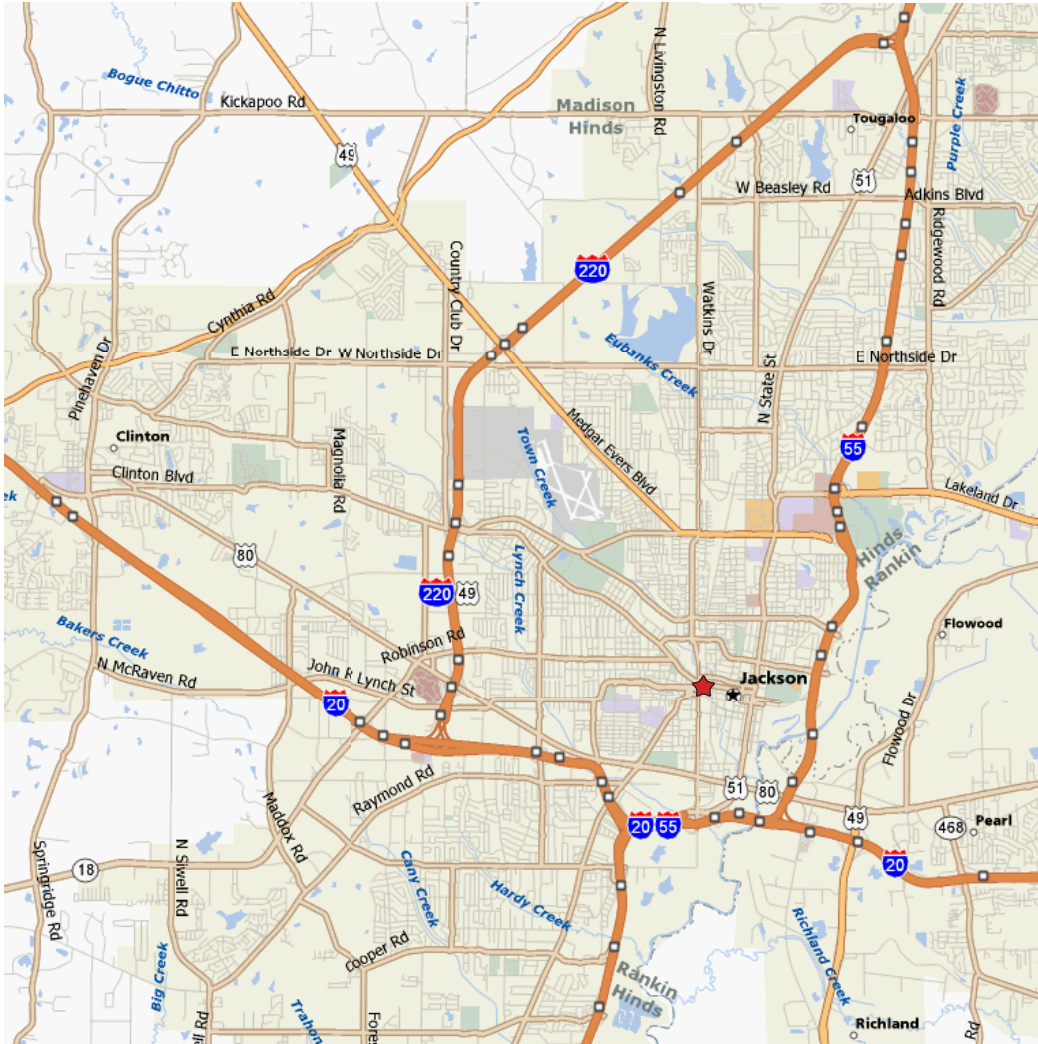 Bogue Chitto
Kickapoo Rd
N Livingston Rd
Madison
Hinds
Tougaloo
Purple Creek
49
51
W Beasley Rd
Adkins Blvd
Ridgewood Rd
Country Club Dr
220
Cynthia Rd
Watkins Dr
Eubanks Creek
E Northside Dr
W Northside Dr
E Northside Dr
N State St
Pinehaven Dr
Clinton
Magnolia Rd
Town Creek
Medgar Evers Blvd
55
Clinton Blvd
Lakeland Dr
ek
80
Hinds
Rankin
Lynch Creek
220
49
Bakers Creek
Flowood
Robinson Rd
N McRaven Rd
John R Lynch St
Jackson
20
Flowood Dr
Raymond Rd
51
80
Maddox Rd
49
20
55
468
Pearl
18
20
N Siwell Rd
Springridge Rd
Cany Creek
Hardy Creek
Richland Creek
Cooper Rd
Big Creek
Rankin
Hinds
Trahon
Rd
Fores
Richland
Rd